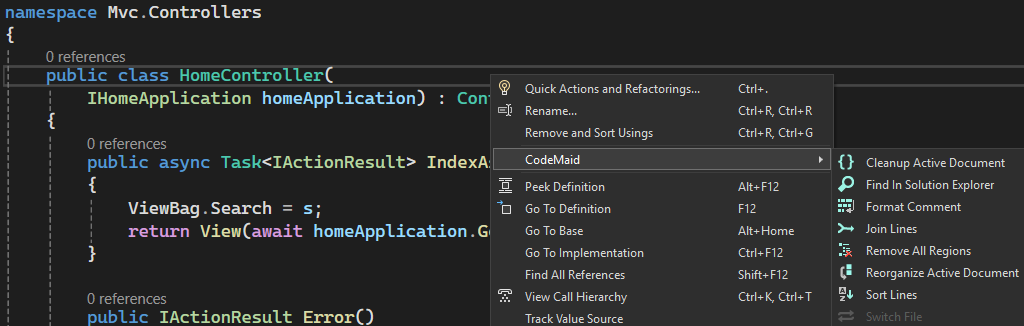 namespace Mvc.Controllers
{
0 references
public class HomeController(
IHomeApplication homeApplication) : Cont
{
0 references
public async Task<IActionResult> IndexAs
{
ViewBag.Search = s;
return View(await homeApplication.Ge
}
0 references
public IActionResult Error()
Quick Actions and Refactorings... Ctrl+.
Rename... Ctrl+R, Ctrl+R
Remove and Sort Usings Ctrl+R, Ctrl+G
CodeMaid
Peek Definition Alt+F12
Go To Definition F12
Go To Base Alt+Home
Go To Implementation Ctrl+F12
Find All References Shift+F12
View Call Hierarchy Ctrl+K, Ctrl+T
Track Value Source
Cleanup Active Document
Find In Solution Explorer
Format Comment
Join Lines
Remove All Regions
Reorganize Active Document
Sort Lines
Switch File